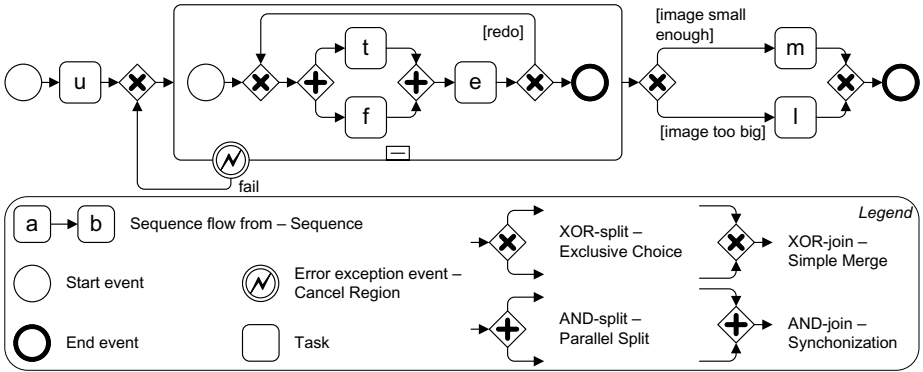 [image small
enough]
[redo]
t
m
u
e
f
l
[image too big]
fail
Legend
a
b
Sequence flow from – Sequence
XOR-split –
Exclusive Choice
XOR-join –
Simple Merge
Start event
Error exception event –
Cancel Region
AND-split –
Parallel Split
AND-join –
Synchonization
End event
Task